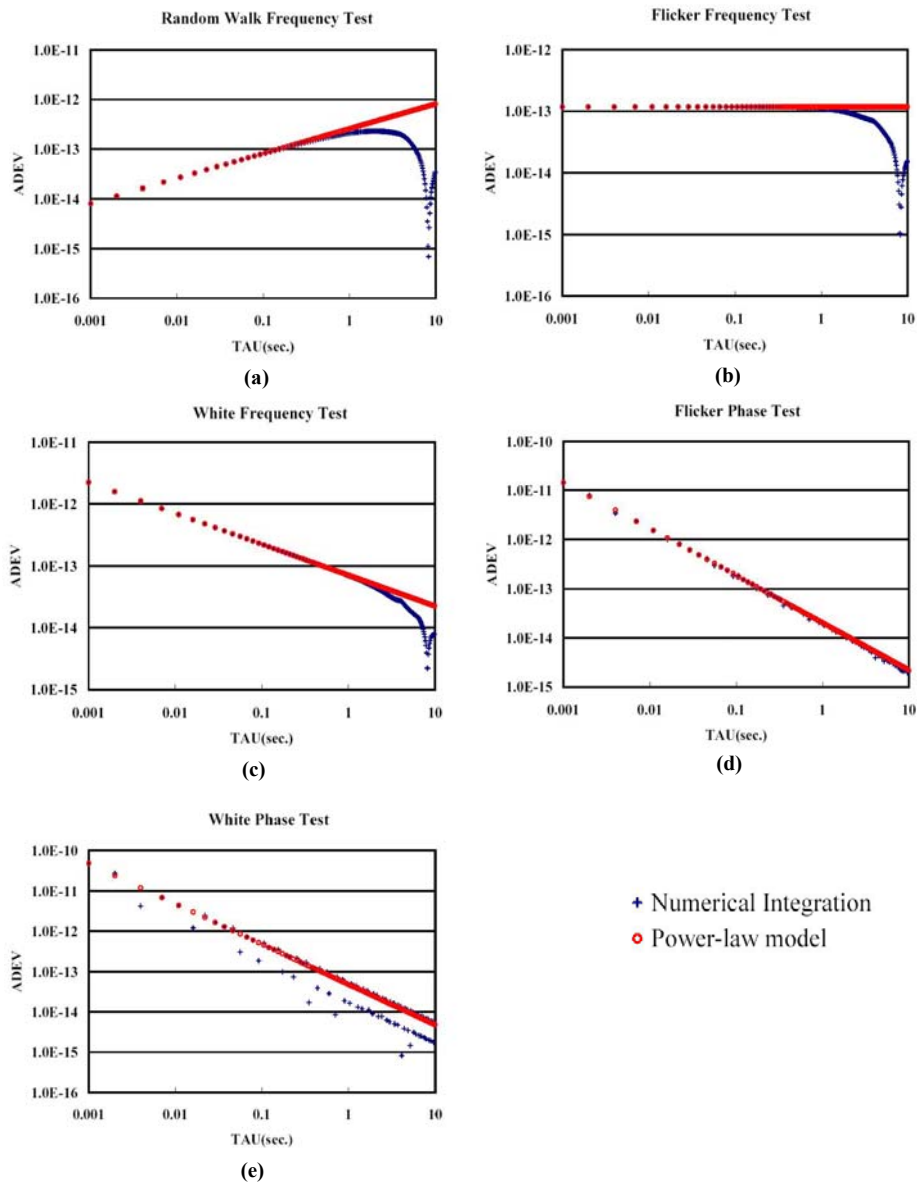 Random Walk Frequency Test
1.0E-11
1.0E-12
1.0E-13
1.0E-14
1.0E-15
1.0E-16
ADEV
0.001 0.01 0.1 1 10
TAU(sec.)
(a)
Flicker Frequency Test
1.0E-12
1.0E-13
1.0E-14
1.0E-15
1.0E-16
ADEV
0.001 0.01 0.1 1 10
TAU(sec.)
(b)
White Frequency Test
1.0E-11
1.0E-12
1.0E-13
1.0E-14
1.0E-15
ADEV
0.001 0.01 0.1 1 10
TAU(sec.)
(c)
Flicker Phase Test
1.0E-10
1.0E-11
1.0E-12
1.0E-13
1.0E-14
1.0E-15
ADEV
0.001 0.01 0.1 1 10
TAU(sec.)
(d)
White Phase Test
1.0E-10
1.0E-11
1.0E-12
1.0E-13
1.0E-14
1.0E-15
1.0E-16
ADEV
0.001 0.01 0.1 1 10
TAU(sec.)
(e)
Numerical Integration
Power-law model